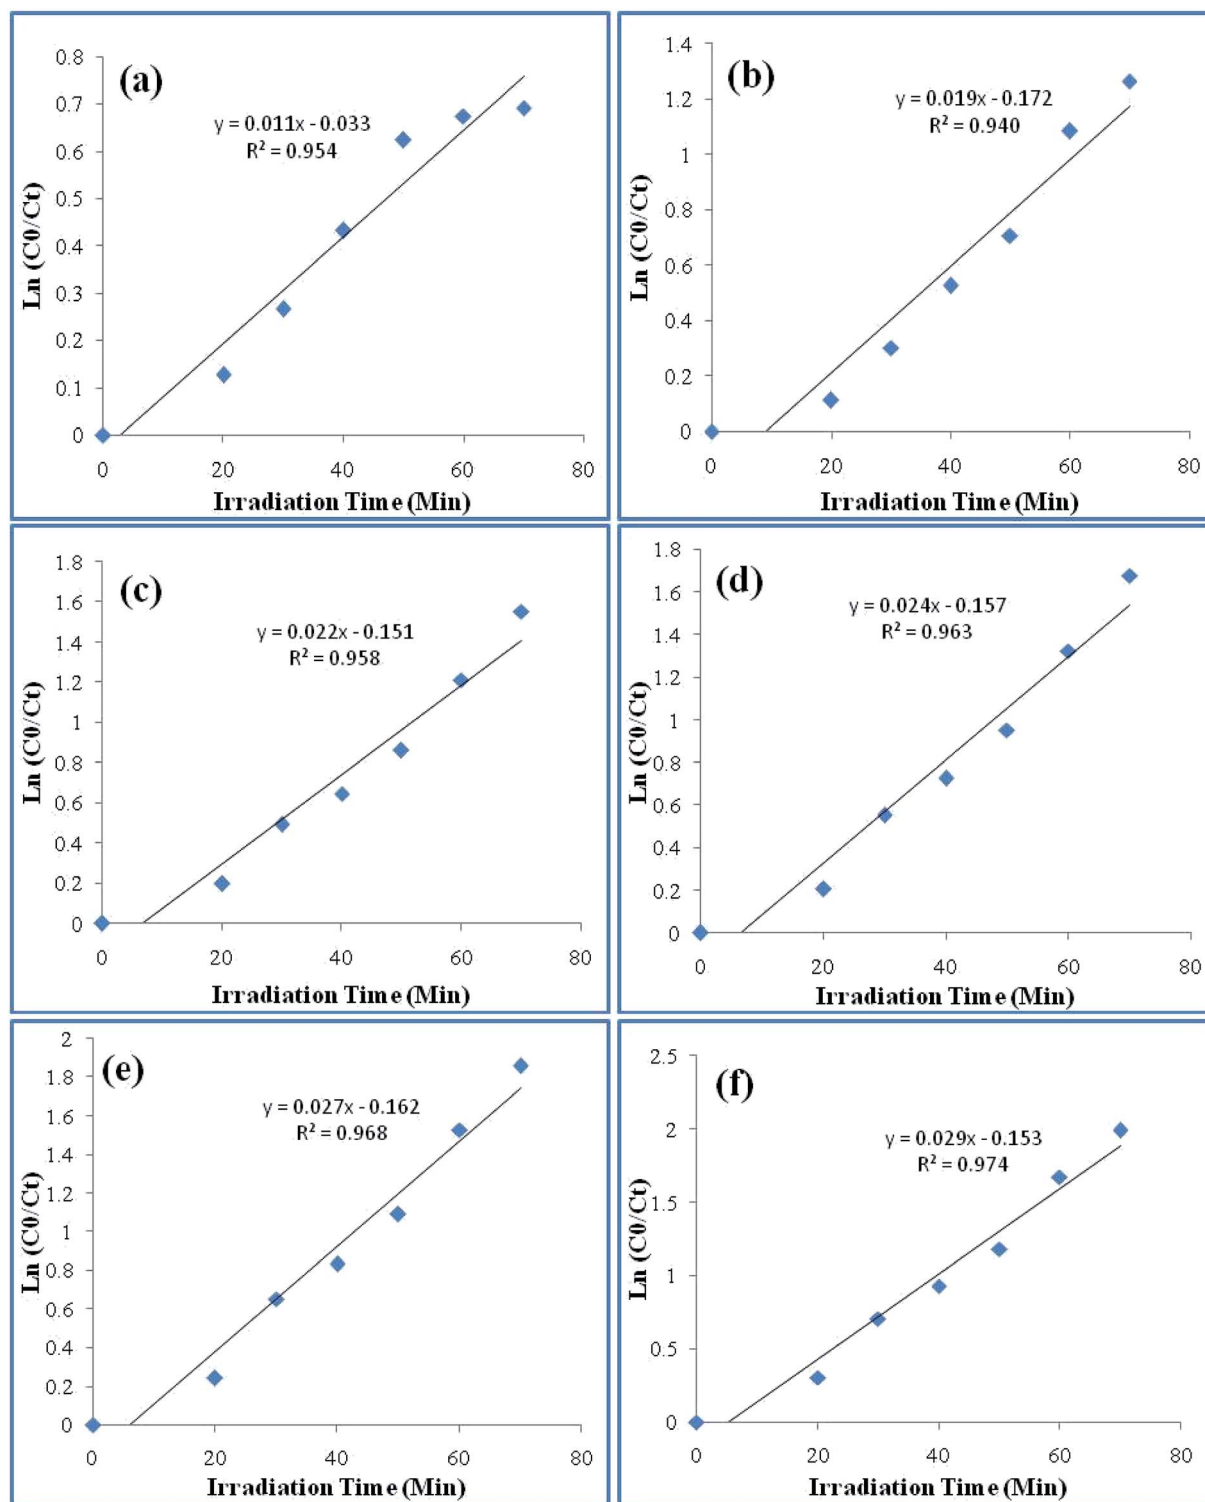 (a)
y = 0.011x - 0.033
R² = 0.954
Ln (C0/Ct)
0.8
0.7
0.6
0.5
0.4
0.3
0.2
0.1
0
0 20 40 60 80
Irradiation Time (Min)
(b)
y = 0.019x - 0.172
R² = 0.940
Ln (C0/Ct)
1.4
1.2
1
0.8
0.6
0.4
0.2
0
0 20 40 60 80
Irradiation Time (Min)
(c)
y = 0.022x - 0.151
R² = 0.958
Ln (C0/Ct)
1.8
1.6
1.4
1.2
1
0.8
0.6
0.4
0.2
0
0 20 40 60 80
Irradiation Time (Min)
(d)
y = 0.024x - 0.157
R² = 0.963
Ln (C0/Ct)
1.8
1.6
1.4
1.2
1
0.8
0.6
0.4
0.2
0
0 20 40 60 80
Irradiation Time (Min)
(e)
y = 0.027x - 0.162
R² = 0.968
Ln (C0/Ct)
2
1.8
1.6
1.4
1.2
1
0.8
0.6
0.4
0.2
0
0 20 40 60 80
Irradiation Time (Min)
(f)
y = 0.029x - 0.153
R² = 0.974
Ln (C0/Ct)
2.5
2
1.5
1
0.5
0
0 20 40 60 80
Irradiation Time (Min)